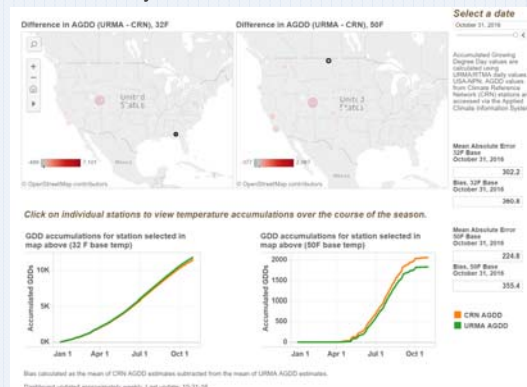 Difference in AGDD (URMA - CRN), 32F
Difference in AGDD (URMA - CRN), 50F
Select a date
October 31, 2016
United States
United States
Mexico
Mexico
© OpenStreetMap contributors
© OpenStreetMap contributors
Accumulated Growing
Degree Day values are
calculated using
URMA/RTMA daily values
USA-NPN. AGDD values
from Climate Reference
Network (CRN) stations a
accessed via the Applied
Climate Information Syste
Mean Absolute Error
32F Base
October 31, 2016
302.2
Bias, 32F Base
October 31, 2016
360.8
Click on individual stations to view temperature accumulations over the course of the season.
GDD accumulations for station selected in
map above (32 F base temp)
Accumulated GDDs
10K
5K
0K
Jan 1
Apr 1
Jul 1
Oct 1
GDD accumulations for station selected in
map above (50F base temp)
Accumulated GDDs
2000
1500
1000
500
0
Jan 1
Apr 1
Jul 1
Oct 1
Mean Absolute Error
50F Base
October 31, 2016
224.8
Bias, 50F Base
October 31, 2016
355.4
CRN AGDD
URMA AGDD
Bias calculated as the mean of CRN AGDD estimates subtracted from the mean of URMA AGDD estimates.